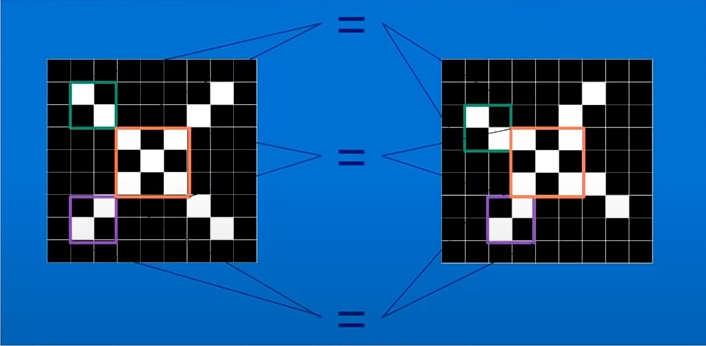 =
=
=